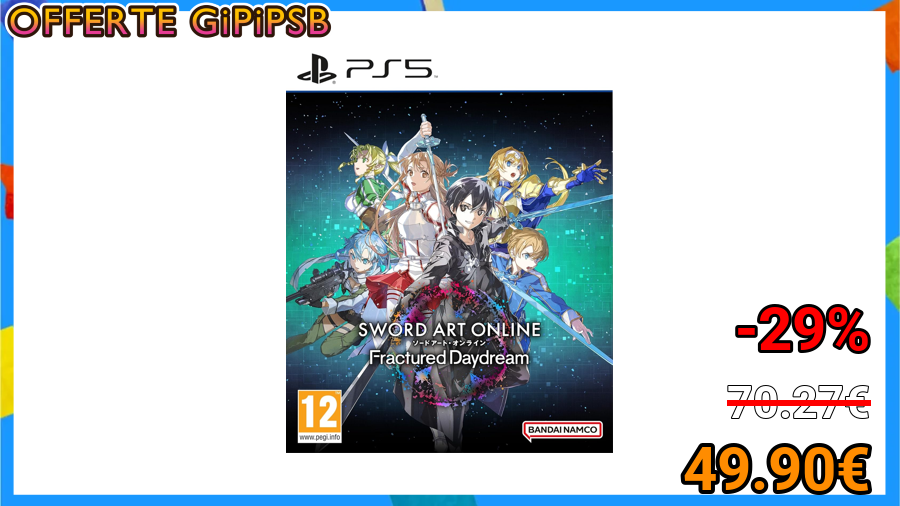 OFFERTE GiPiPSB
PS5
SWORD ART ONLINE
ソードアート・オンライン
Fractured Daydream
12
www.pegi.info
BANDAI NAMCO
-29%
70.27€
49.90€